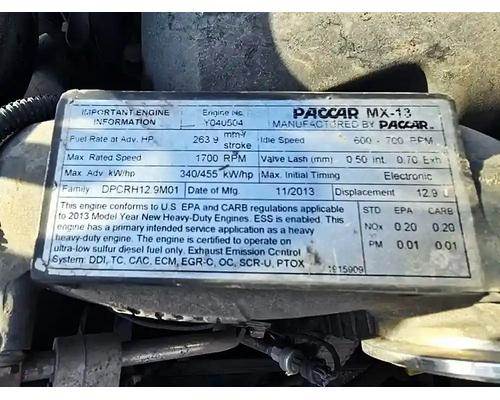 IMPORTANT ENGINE INFORMATION
Engine No. Y040504
PACCAR MX-13
MANUFACTURED BY PACCAR
Fuel Rate at Adv. HP 263.9 mm³/stroke
Idle Speed 600 - 700 RPM
Max. Rated Speed 1700 RPM
Valve Lash (mm) 0.50 Int. 0.70 Exh
Max. Adv kW/hp 340/455 kW/hp
Max. Initial Timing Electronic
Family DPCRH12.9M01
Date of Mfg. 11/2013
Displacement 12.9 L
This engine conforms to U.S. EPA and CARB regulations applicable
to 2013 Model Year New Heavy-Duty Engines. ESS is enabled. This
engine has a primary intended service application as a heavy
heavy-duty engine. The engine is certified to operate on
ultra-low sulfur diesel fuel only. Exhaust Emission Control
System: DDI, TC, CAC, ECM, EGR-C, OC, SCR-U, PTOX
STD EPA CARB
NOx 0.20 0.20
PM 0.01 0.01
1915909